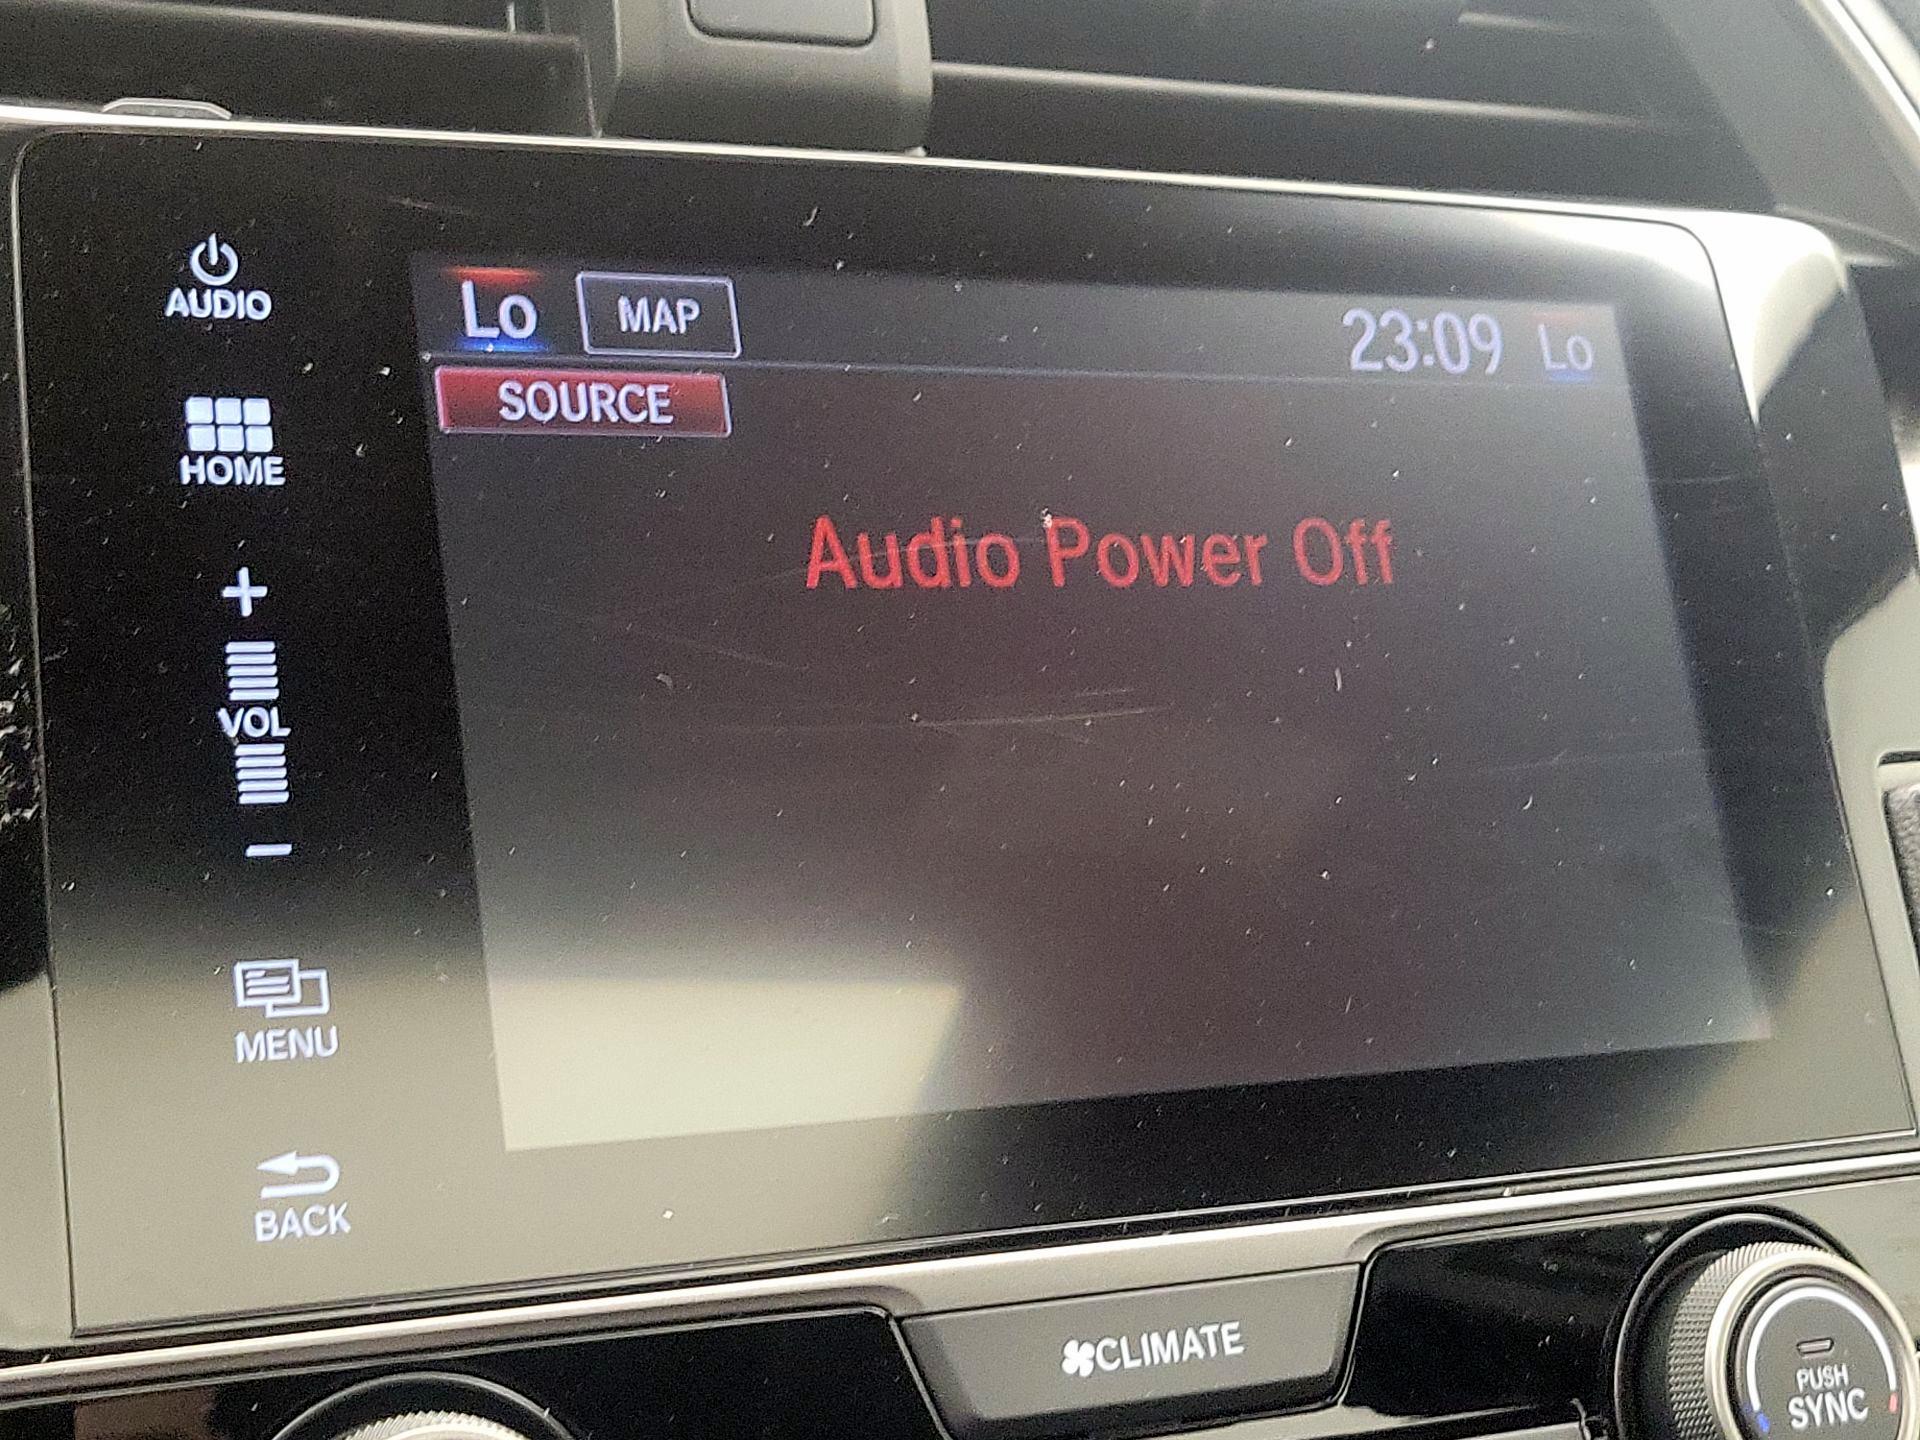 AUDIO
HOME
+
VOL
-
MENU
BACK
Lo
MAP
23:09
Lo
SOURCE
Audio Power Off
CLIMATE
PUSH
SYNC